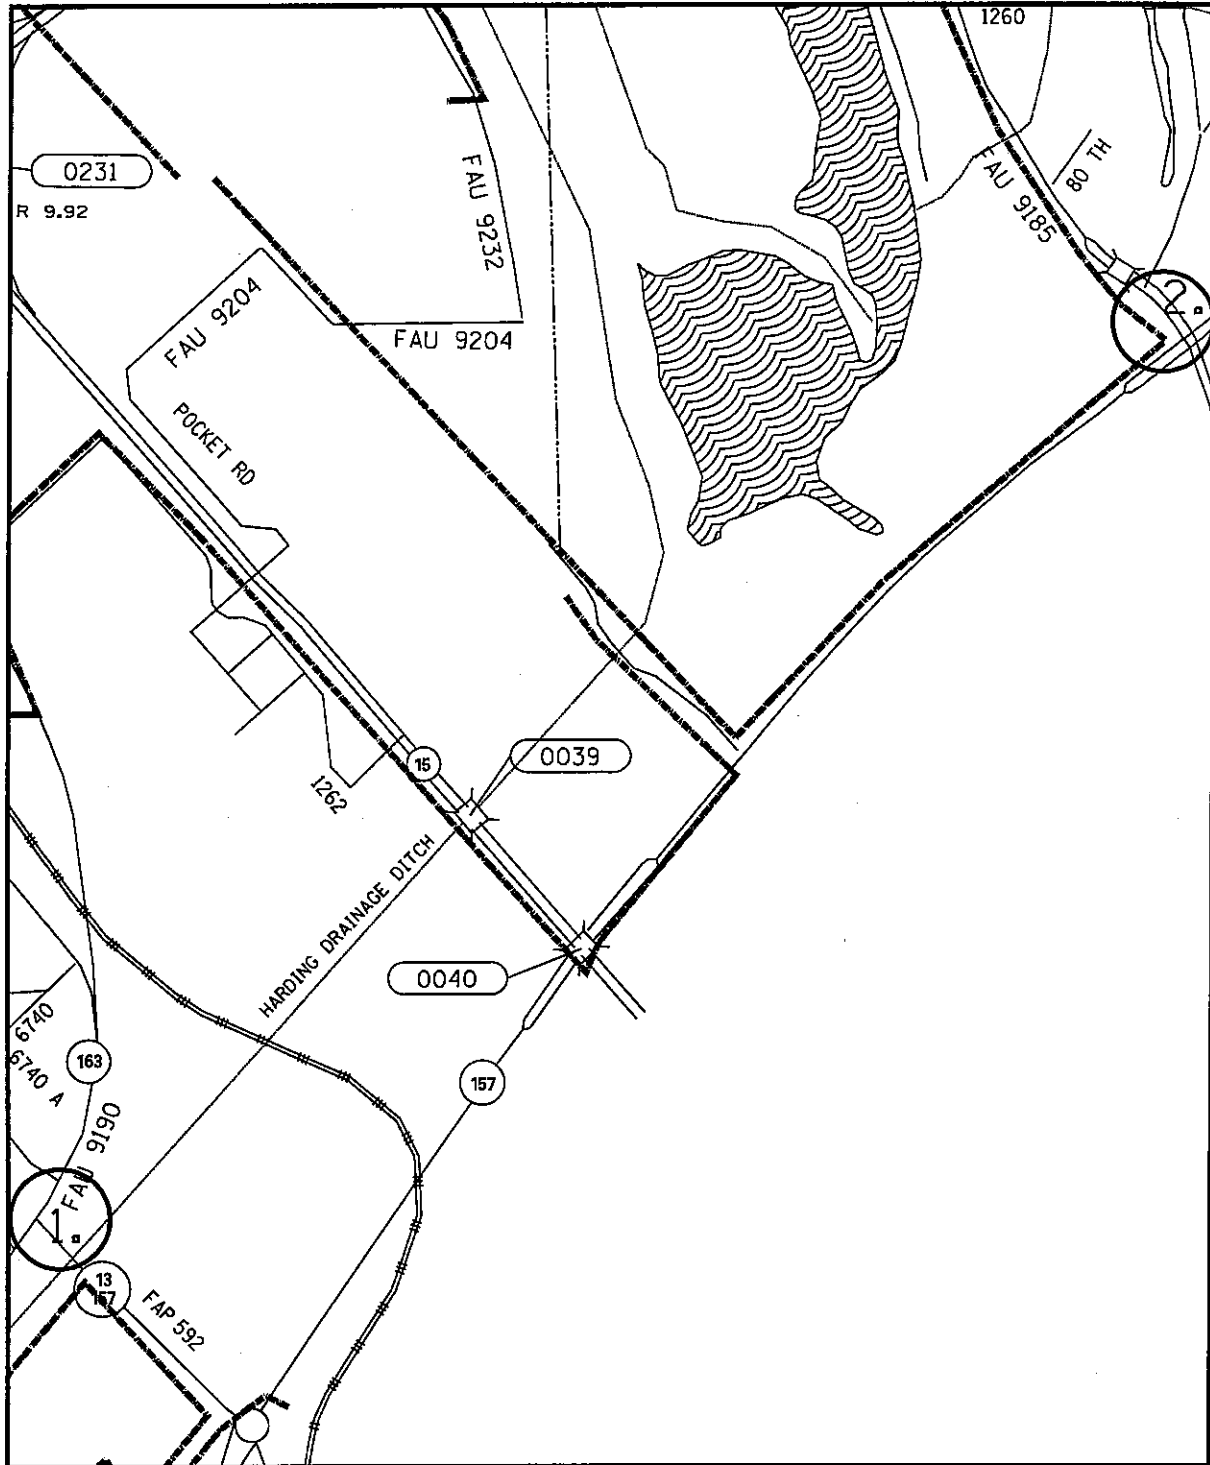 1260
0231
R 9.92
FAU 9232
FAU 9185
80 TH
2.
FAU 9204
FAU 9204
POCKET RD
15
0039
1262
HARDING DRAINAGE DITCH
0040
6740
6740 A
163
157
FAU 9190
1.
13
157
FAP 592